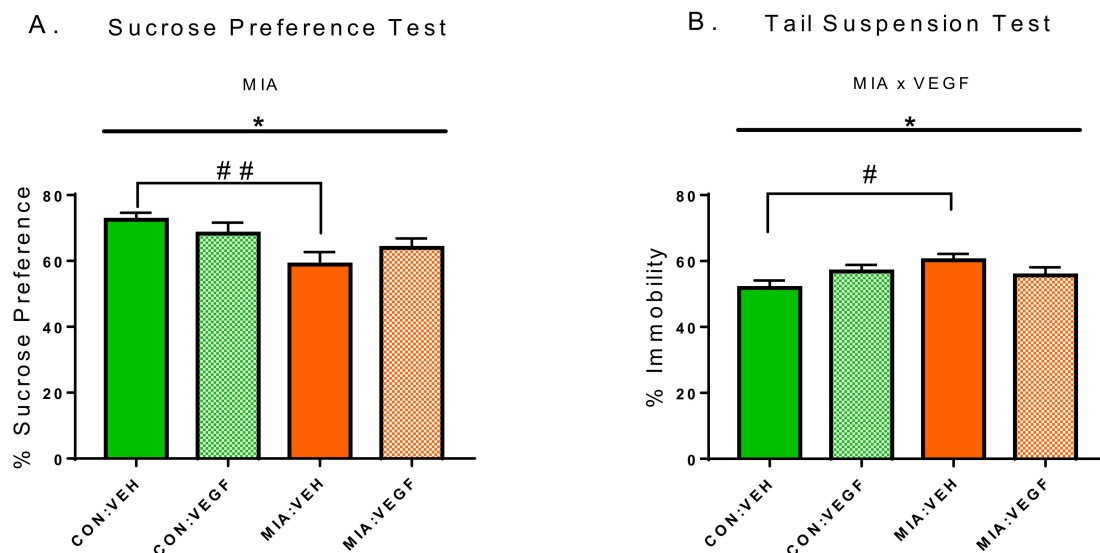 A. Sucrose Preference Test
MIA
*
##
% Sucrose Preference
80
60
40
20
0
CON:VEH
CON:VEGF
MIA:VEH
MIA:VEGF
B. Tail Suspension Test
MIA x VEGF
*
#
% Immobility
80
60
40
20
0
CON:VEH
CON:VEGF
MIA:VEH
MIA:VEGF